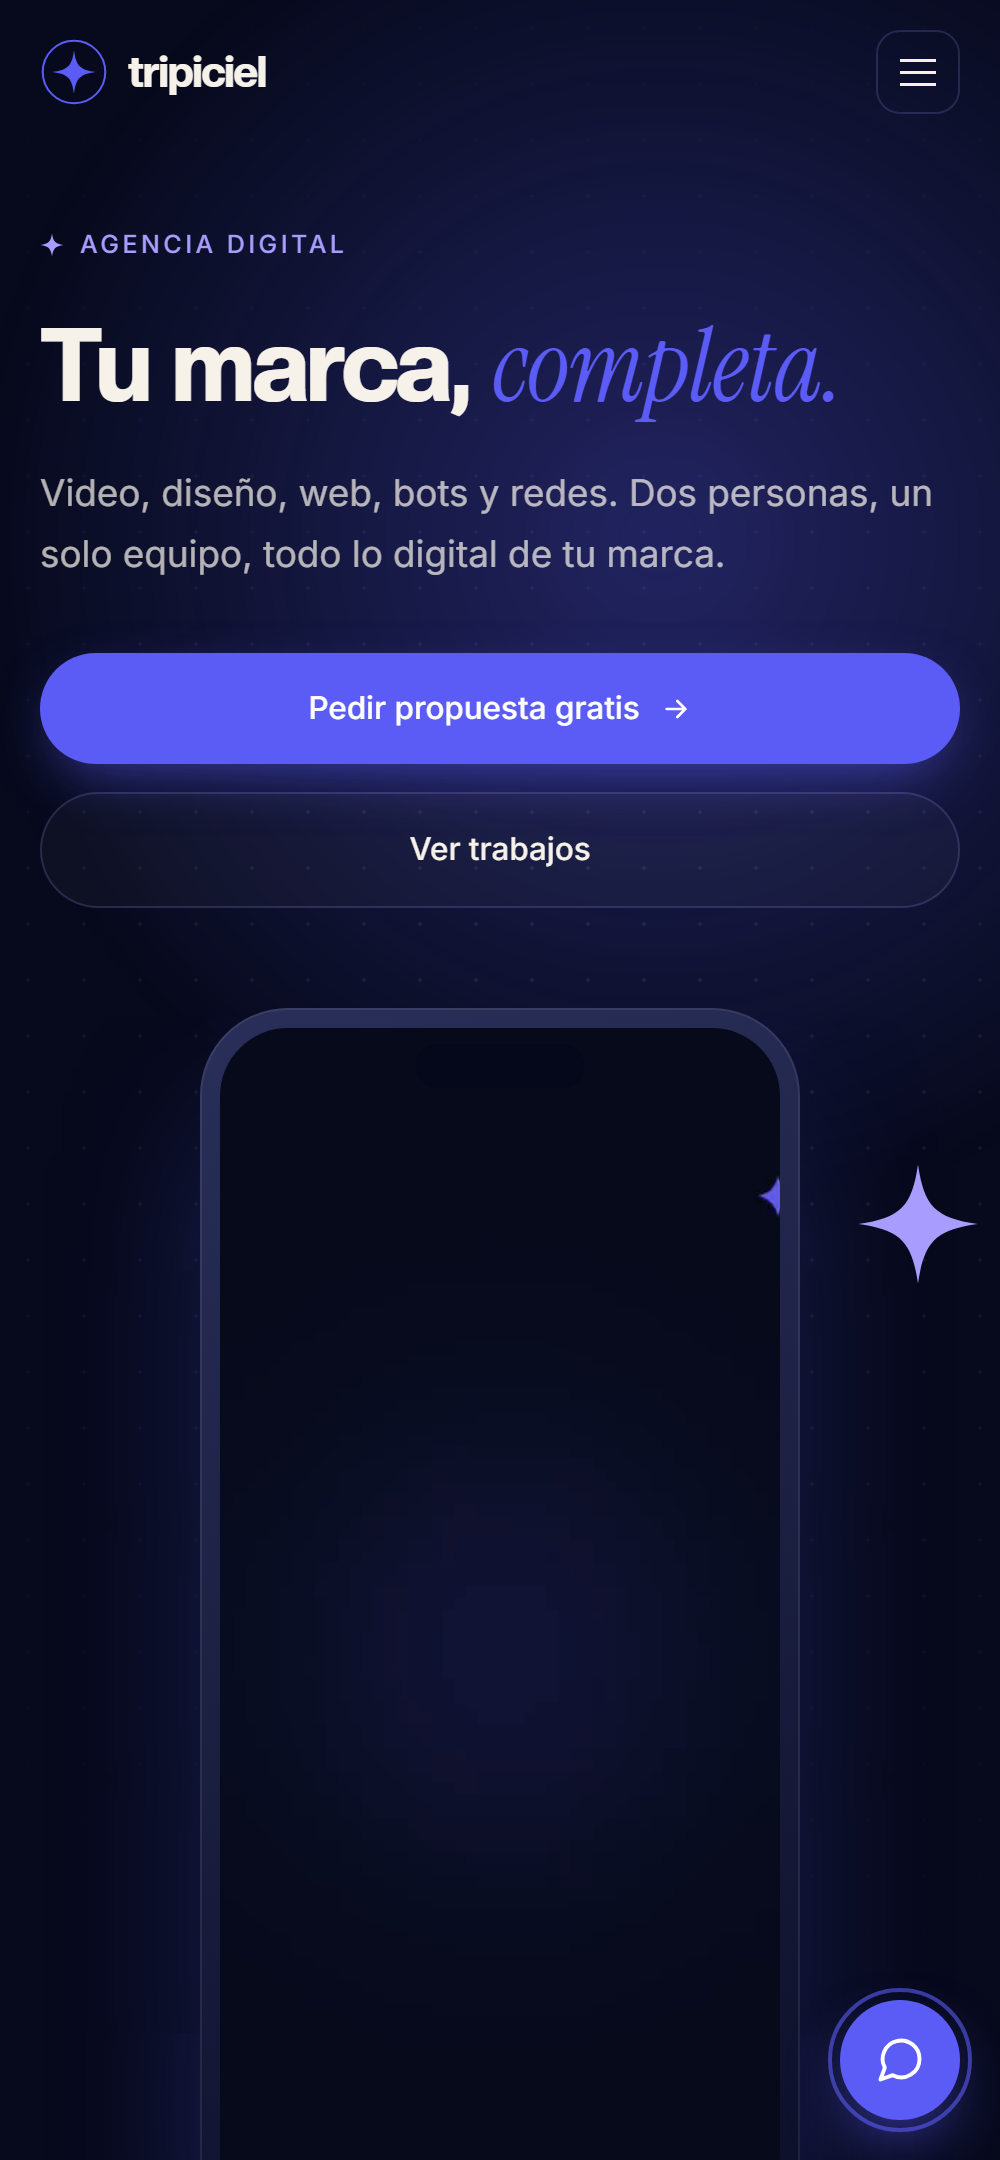 tripiciel
AGENCIA DIGITAL
Tu marca, completa.
Video, diseño, web, bots y redes. Dos personas, un
solo equipo, todo lo digital de tu marca.
Pedir propuesta gratis →
Ver trabajos